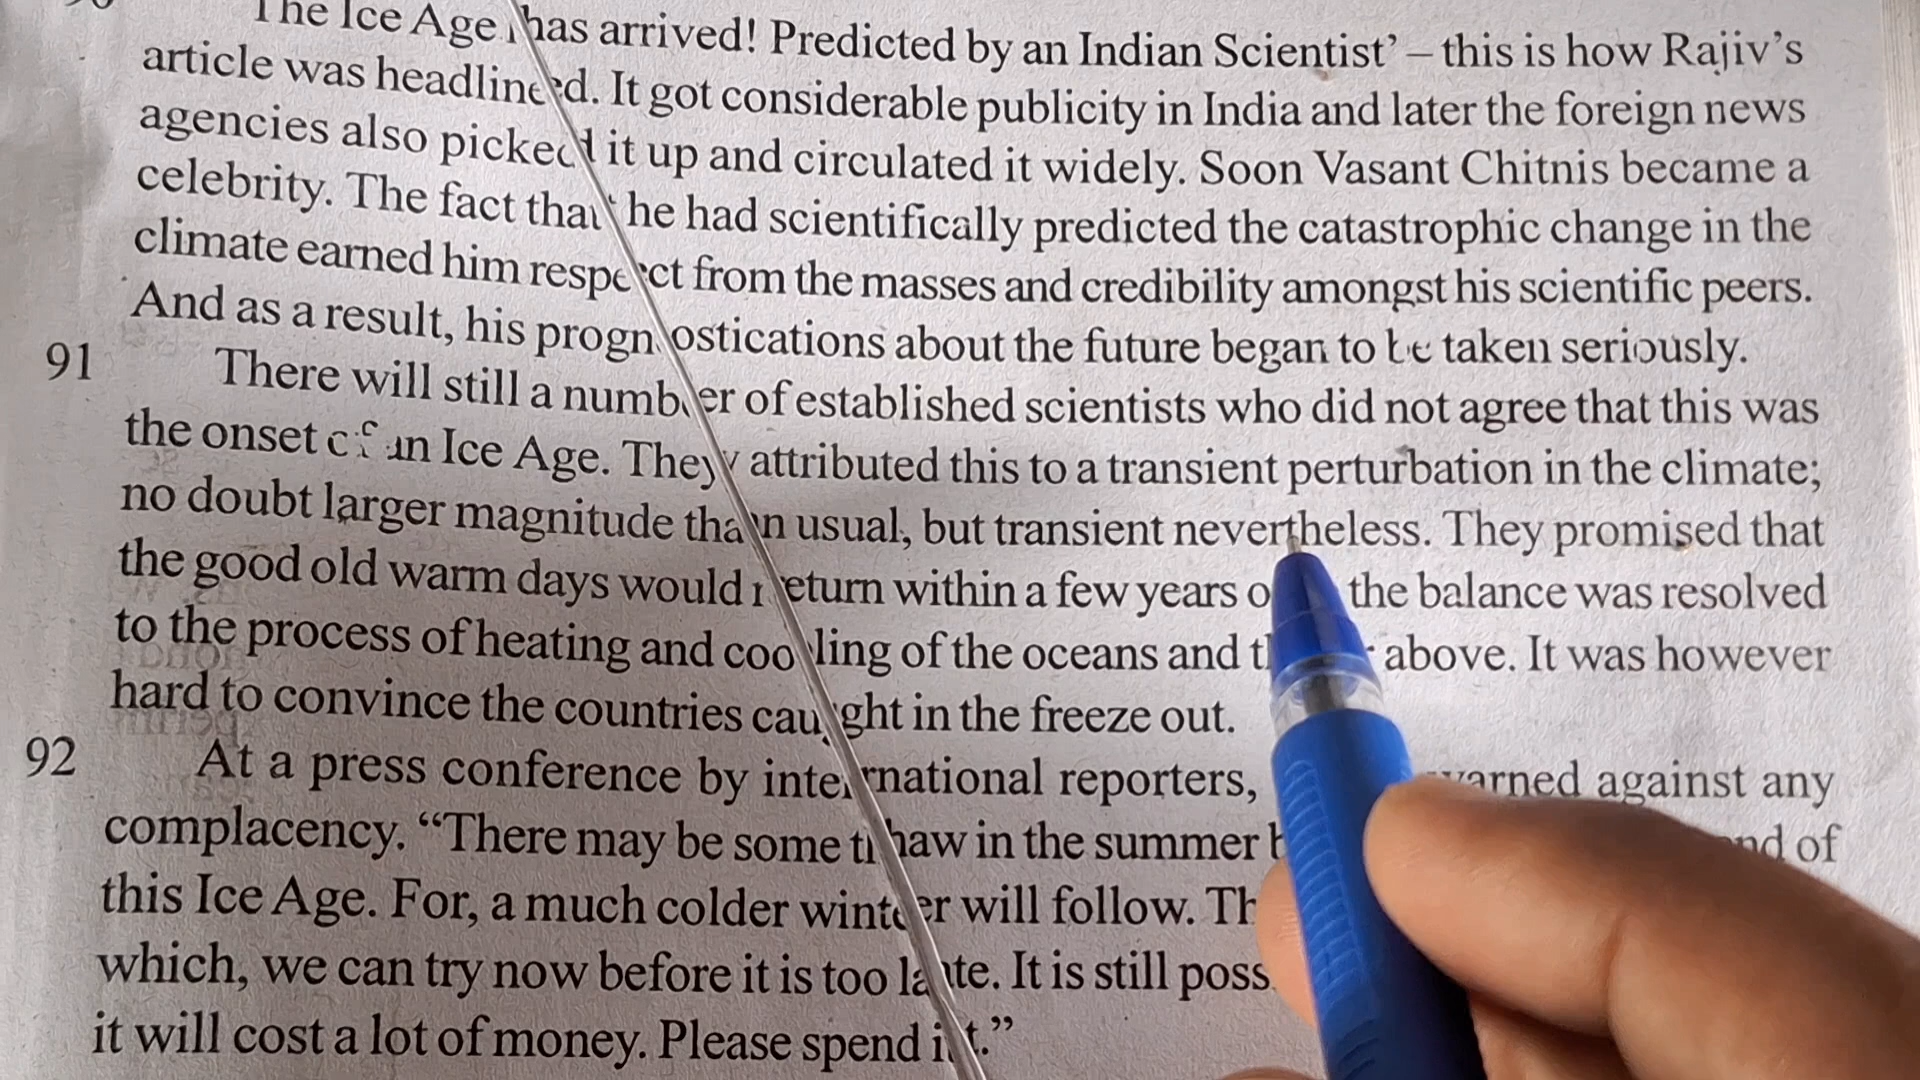 The Ice Age has arrived! Predicted by an Indian Scientist’ – this is how Rajiv’s
article was headlined. It got considerable publicity in India and later the foreign news
agencies also picked it up and circulated it widely. Soon Vasant Chitnis became a
celebrity. The fact that he had scientifically predicted the catastrophic change in the
climate earned him respect from the masses and credibility amongst his scientific peers.
And as a result, his prognostications about the future began to be taken seriously.
91 There will still a number of established scientists who did not agree that this was
the onset of an Ice Age. They attributed this to a transient perturbation in the climate;
no doubt larger magnitude than usual, but transient nevertheless. They promised that
the good old warm days would return within a few years the balance was resolved
to the process of heating and cooling of the oceans and above. It was however
hard to convince the countries caught in the freeze out.
92 At a press conference by international reporters, warned against any
complacency. “There may be some thaw in the summer of
this Ice Age. For, a much colder winter will follow.
which, we can try now before it is too late. It is still
it will cost a lot of money. Please spend it.”